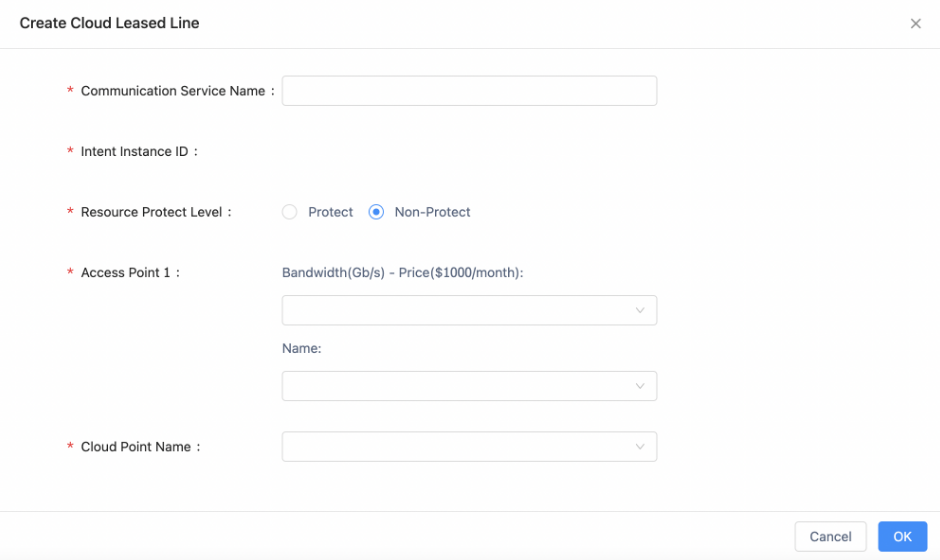 Create Cloud Leased Line
* Communication Service Name :
* Intent Instance ID :
* Resource Protect Level : Protect Non-Protect
* Access Point 1 : Bandwidth(Gb/s) - Price($1000/month):
Name:
* Cloud Point Name :
Cancel OK